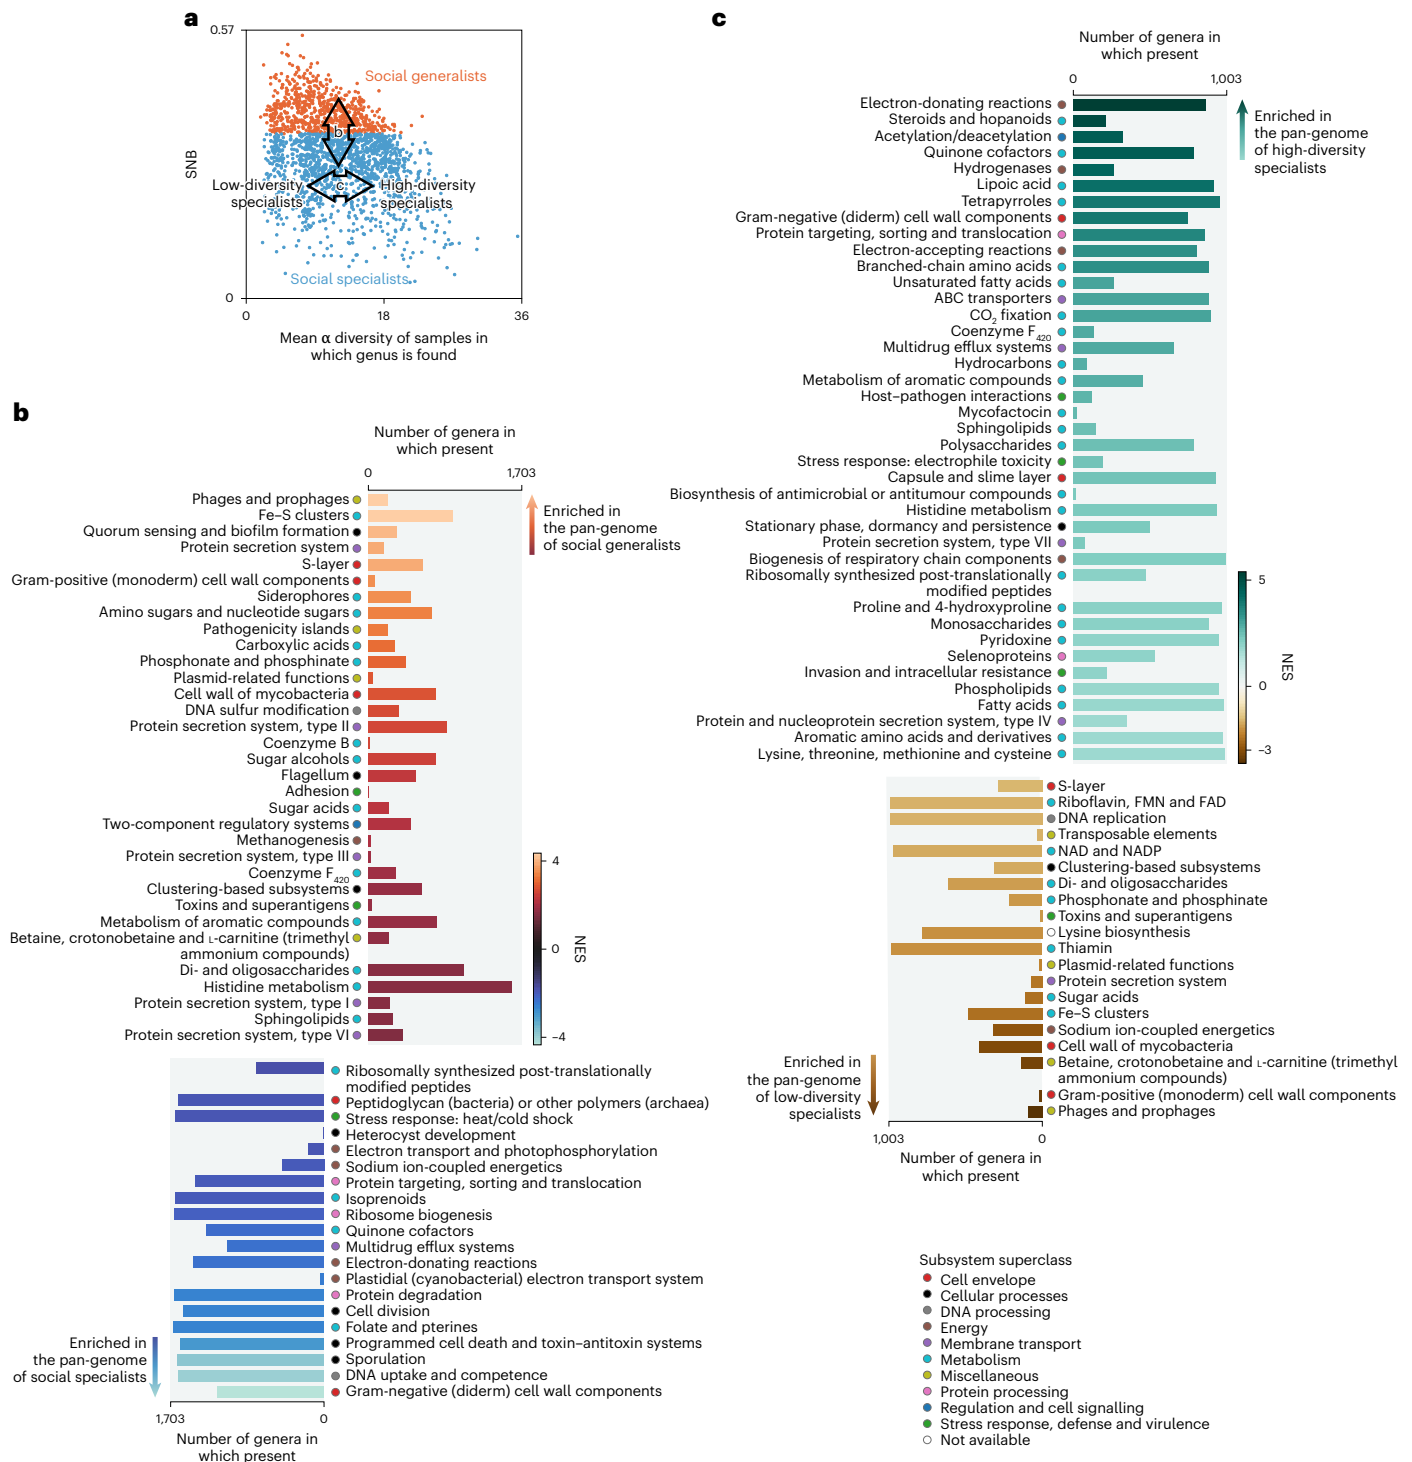 a
0.57
SNB
0
0
18
36
Social generalists
b
c
Low-diversity
specialists
High-diversity
specialists
Social specialists
Mean α diversity of samples in
which genus is found
b
Number of genera in
which present
0
1,703
Phages and prophages
Fe–S clusters
Quorum sensing and biofilm formation
Protein secretion system
S-layer
Gram-positive (monoderm) cell wall components
Siderophores
Amino sugars and nucleotide sugars
Pathogenicity islands
Carboxylic acids
Phosphonate and phosphinate
Plasmid-related functions
Cell wall of mycobacteria
DNA sulfur modification
Protein secretion system, type II
Coenzyme B
Sugar alcohols
Flagellum
Adhesion
Sugar acids
Two-component regulatory systems
Methanogenesis
Protein secretion system, type III
Coenzyme F420
Clustering-based subsystems
Toxins and superantigens
Metabolism of aromatic compounds
Betaine, crotonobetaine and L-carnitine (trimethyl
ammonium compounds)
Di- and oligosaccharides
Histidine metabolism
Protein secretion system, type I
Sphingolipids
Protein secretion system, type VI
Enriched in
the pan-genome
of social generalists
4
0
–4
NES
Ribosomally synthesized post-translationally
modified peptides
Peptidoglycan (bacteria) or other polymers (archaea)
Stress response: heat/cold shock
Heterocyst development
Electron transport and photophosphorylation
Sodium ion-coupled energetics
Protein targeting, sorting and translocation
Isoprenoids
Ribosome biogenesis
Quinone cofactors
Multidrug efflux systems
Electron-donating reactions
Plastidial (cyanobacterial) electron transport system
Protein degradation
Cell division
Folate and pterines
Programmed cell death and toxin–antitoxin systems
Sporulation
DNA uptake and competence
Gram-negative (diderm) cell wall components
Enriched in
the pan-genome
of social specialists
1,703
0
Number of genera in
which present
c
Number of genera in
which present
0
1,003
Electron-donating reactions
Steroids and hopanoids
Acetylation/deacetylation
Quinone cofactors
Hydrogenases
Lipoic acid
Tetrapyrroles
Gram-negative (diderm) cell wall components
Protein targeting, sorting and translocation
Electron-accepting reactions
Branched-chain amino acids
Unsaturated fatty acids
ABC transporters
CO2 fixation
Coenzyme F420
Multidrug efflux systems
Hydrocarbons
Metabolism of aromatic compounds
Host–pathogen interactions
Mycofactocin
Sphingolipids
Polysaccharides
Stress response: electrophile toxicity
Capsule and slime layer
Biosynthesis of antimicrobial or antitumour compounds
Histidine metabolism
Stationary phase, dormancy and persistence
Protein secretion system, type VII
Biogenesis of respiratory chain components
Ribosomally synthesized post-translationally
modified peptides
Proline and 4-hydroxyproline
Monosaccharides
Pyridoxine
Selenoproteins
Invasion and intracellular resistance
Phospholipids
Fatty acids
Protein and nucleoprotein secretion system, type IV
Aromatic amino acids and derivatives
Lysine, threonine, methionine and cysteine
Enriched in
the pan-genome
of high-diversity
specialists
5
0
–3
NES
S-layer
Riboflavin, FMN and FAD
DNA replication
Transposable elements
NAD and NADP
Clustering-based subsystems
Di- and oligosaccharides
Phosphonate and phosphinate
Toxins and superantigens
Lysine biosynthesis
Thiamin
Plasmid-related functions
Protein secretion system
Sugar acids
Fe–S clusters
Sodium ion-coupled energetics
Cell wall of mycobacteria
Betaine, crotonobetaine and L-carnitine (trimethyl
ammonium compounds)
Gram-positive (monoderm) cell wall components
Phages and prophages
Enriched in
the pan-genome
of low-diversity
specialists
1,003
0
Number of genera in
which present
Subsystem superclass
Cell envelope
Cellular processes
DNA processing
Energy
Membrane transport
Metabolism
Miscellaneous
Protein processing
Regulation and cell signalling
Stress response, defense and virulence
Not available